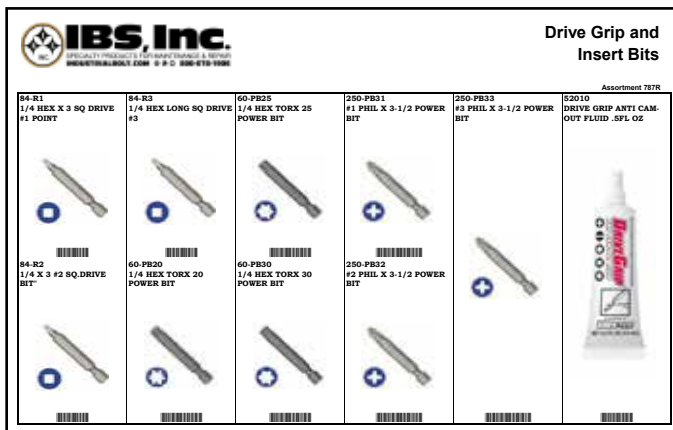 IBS, Inc.
SPECIALTY PRODUCTS FOR MAINTENANCE & REPAIR
Drive Grip and
Insert Bits
Assortment 787R
84-R1
1/4 HEX X 3 SQ DRIVE
#1 POINT
84-R3
1/4 HEX LONG SQ DRIVE
#3
60-PB25
1/4 HEX TORX 25
POWER BIT
250-PB31
#1 PHIL X 3-1/2 POWER
BIT
250-PB33
#3 PHIL X 3-1/2 POWER
BIT
52010
DRIVE GRIP ANTI CAM-
OUT FLUID .5FL OZ
84-R2
1/4 X 3 #2 SQ.DRIVE
BIT"
60-PB20
1/4 HEX TORX 20
POWER BIT
60-PB30
1/4 HEX TORX 30
POWER BIT
250-PB32
#2 PHIL X 3-1/2 POWER
BIT
DRIVE GRIP